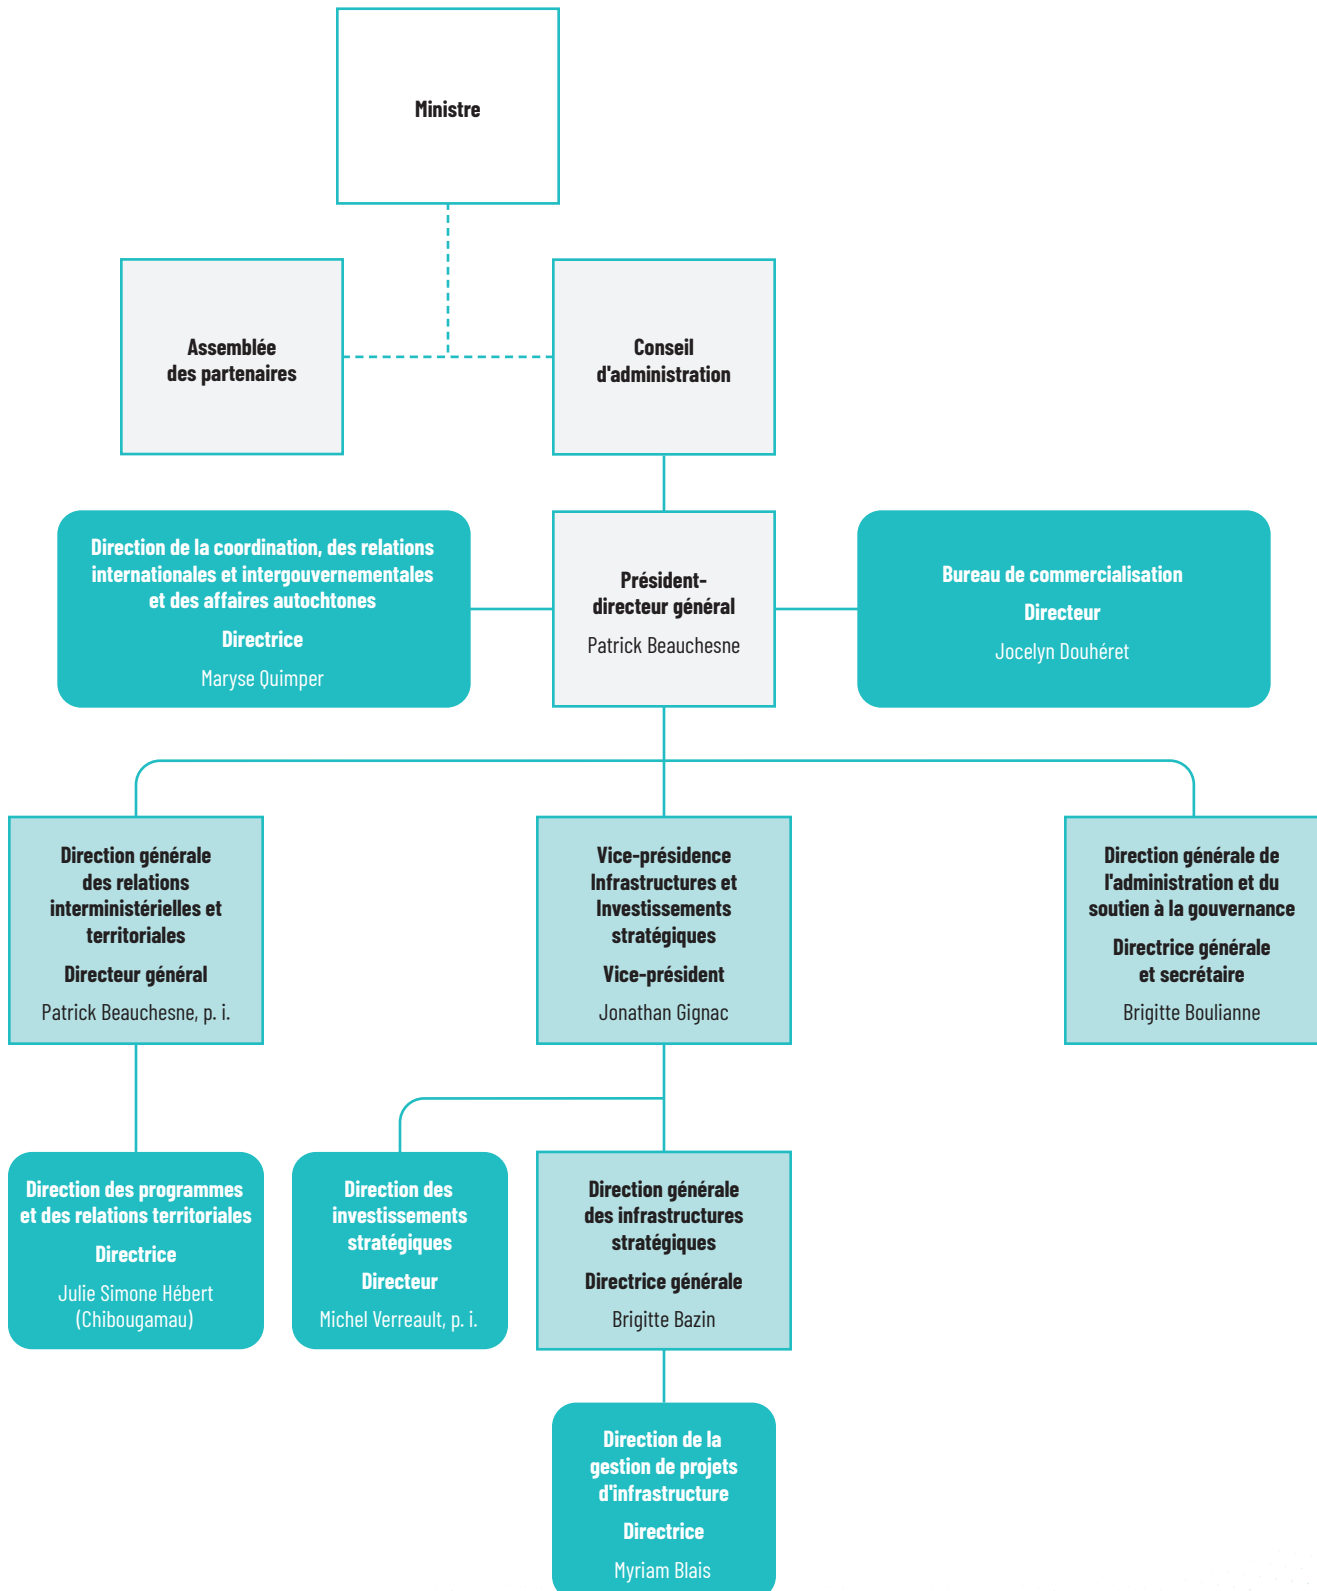 Ministre
Assemblée
des partenaires
Conseil
d'administration
Direction de la coordination, des relations
internationales et intergouvernementales
et des affaires autochtones
Directrice
Maryse Quimper
Président-
directeur général
Patrick Beauchesne
Bureau de commercialisation
Directeur
Jocelyn Douhéret
Direction générale
des relations
interministérielles et
territoriales
Directeur général
Patrick Beauchesne, p. i.
Vice-présidence
Infrastructures et
Investissements
stratégiques
Vice-président
Jonathan Gignac
Direction générale de
l'administration et du
soutien à la gouvernance
Directrice générale
et secrétaire
Brigitte Boulianne
Direction des programmes
et des relations territoriales
Directrice
Julie Simone Hébert
(Chibougamau)
Direction des
investissements
stratégiques
Directeur
Michel Verreault, p. i.
Direction générale
des infrastructures
stratégiques
Directrice générale
Brigitte Bazin
Direction de la
gestion de projets
d'infrastructure
Directrice
Myriam Blais